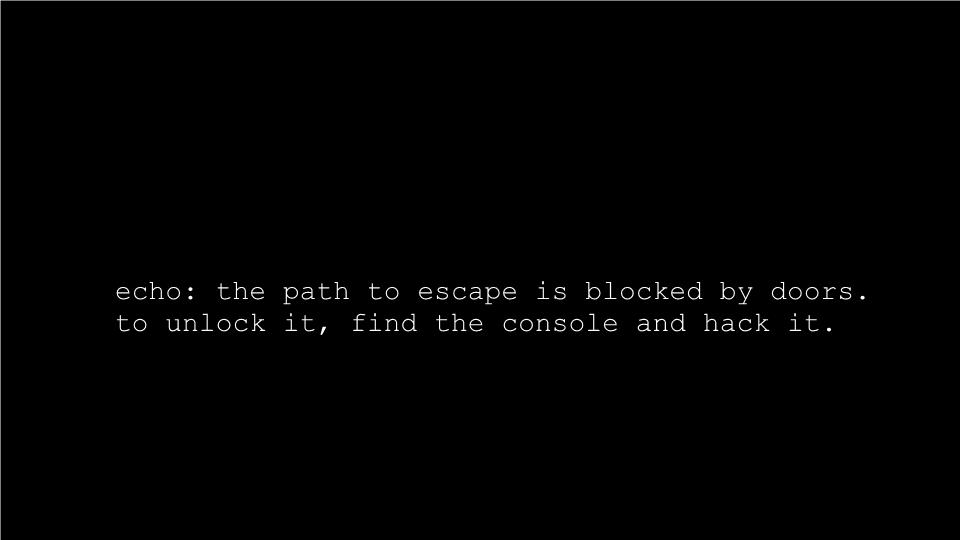 echo: the path to escape is blocked by doors.
to unlock it, find the console and hack it.